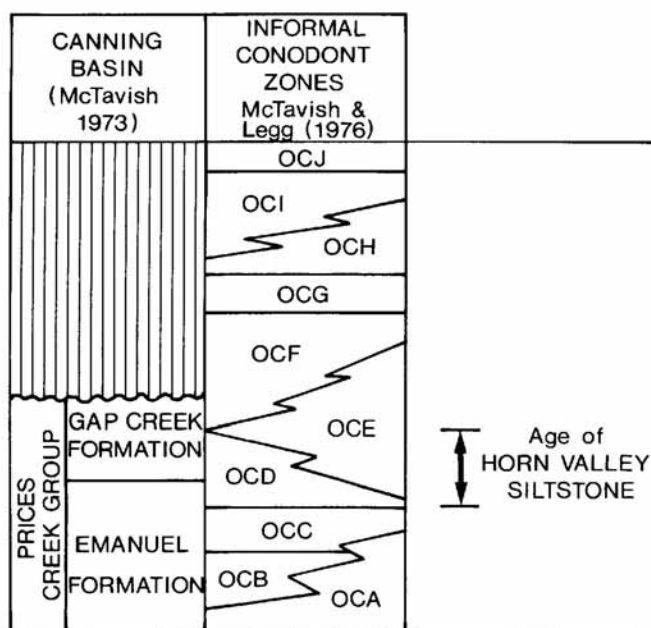 CANNING
BASIN
(McTavish
1973)
INFORMAL
CONODONT
ZONES
McTavish &
Legg (1976)
OCJ
OCI
OCH
OCG
OCF
OCE
OCD
OCC
OCB
OCA
PRICES
CREEK GROUP
GAP CREEK
FORMATION
EMANUEL
FORMATION
Age of
HORN VALLEY
SILTSTONE